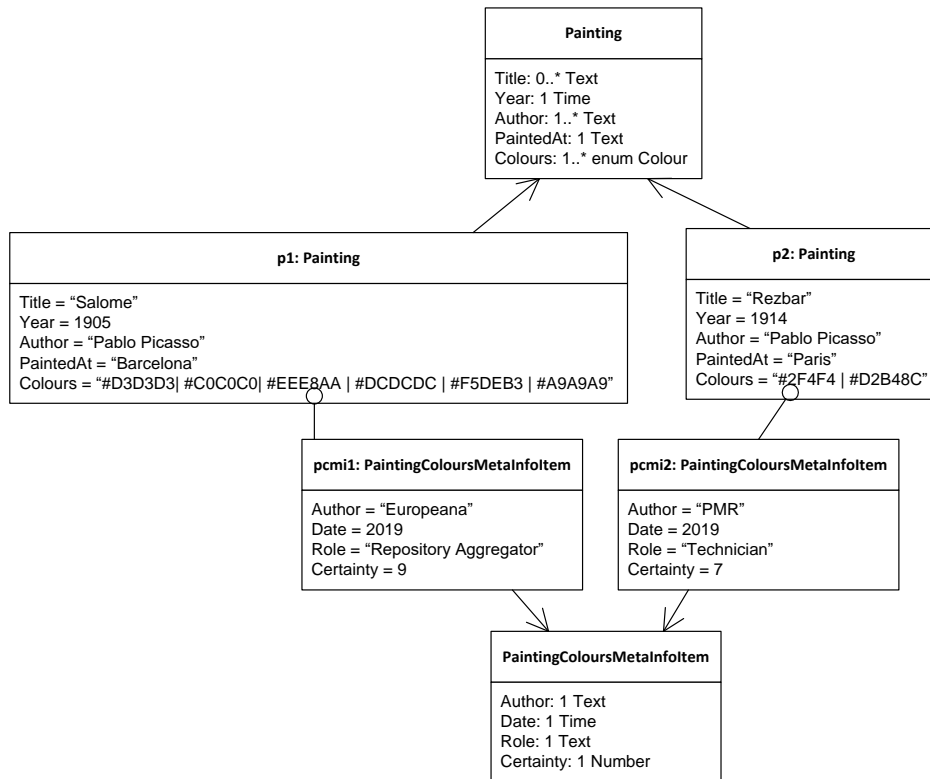 Painting
Title: 0..* Text
Year: 1 Time
Author: 1..* Text
PaintedAt: 1 Text
Colours: 1..* enum Colour
p1: Painting
Title = “Salome”
Year = 1905
Author = “Pablo Picasso”
PaintedAt = “Barcelona”
Colours = “#D3D3D3| #C0C0C0| #EEE8AA | #DCDCDC | #F5DEB3 | #A9A9A9”
p2: Painting
Title = “Rezbar”
Year = 1914
Author = “Pablo Picasso”
PaintedAt = “Paris”
Colours = “#2F4F4 | #D2B48C”
pcmi1: PaintingColoursMetaInfoItem
Author = “Europeana”
Date = 2019
Role = “Repository Aggregator”
Certainty = 9
pcmi2: PaintingColoursMetaInfoItem
Author = “PMR”
Date = 2019
Role = “Technician”
Certainty = 7
PaintingColoursMetaInfoItem
Author: 1 Text
Date: 1 Time
Role: 1 Text
Certainty: 1 Number